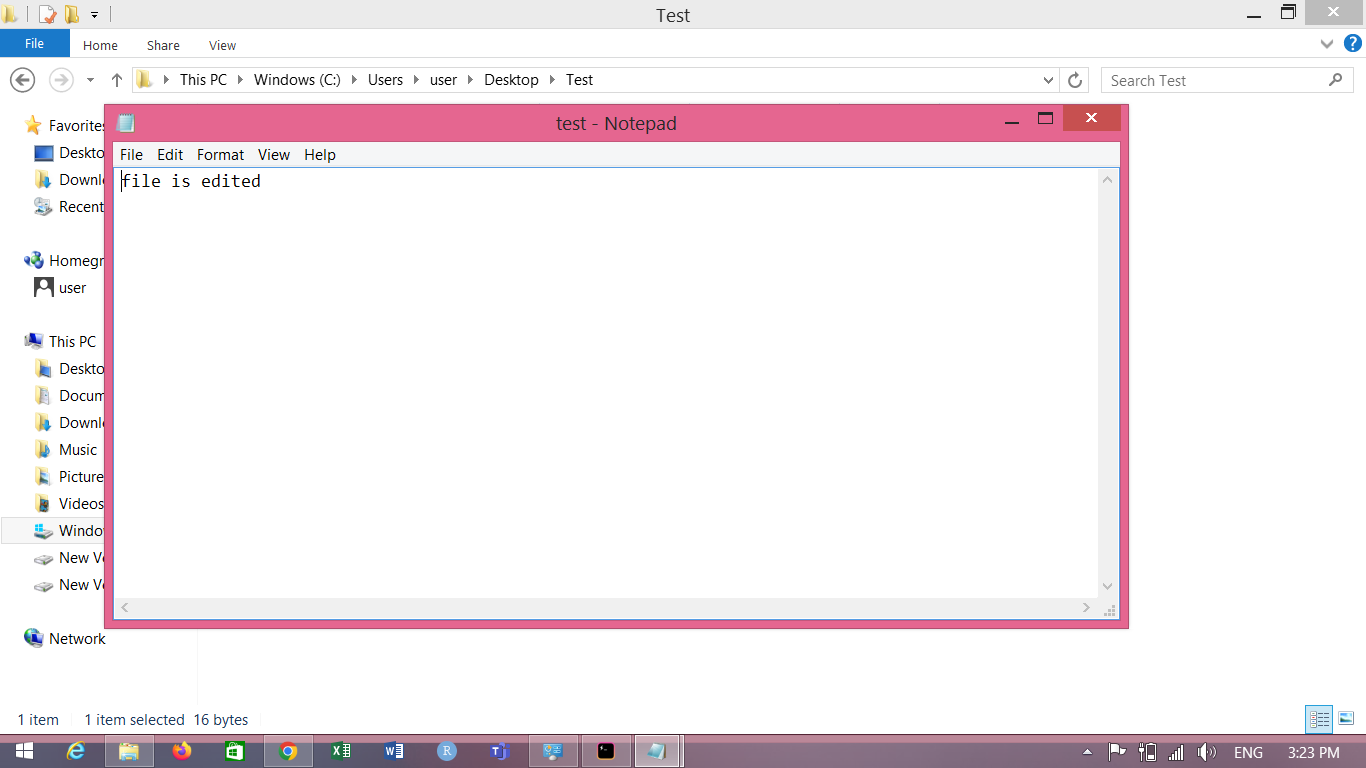 Test
File Home Share View
This PC Windows (C:) Users user Desktop Test
Search Test
test - Notepad
File Edit Format View Help
file is edited
Favorites
Deskto
Downl
Recent
Homegr
user
This PC
Deskto
Docum
Downl
Music
Picture
Videos
Windo
New Vo
New Vo
Network
1 item 1 item selected 16 bytes
ENG 3:23 PM